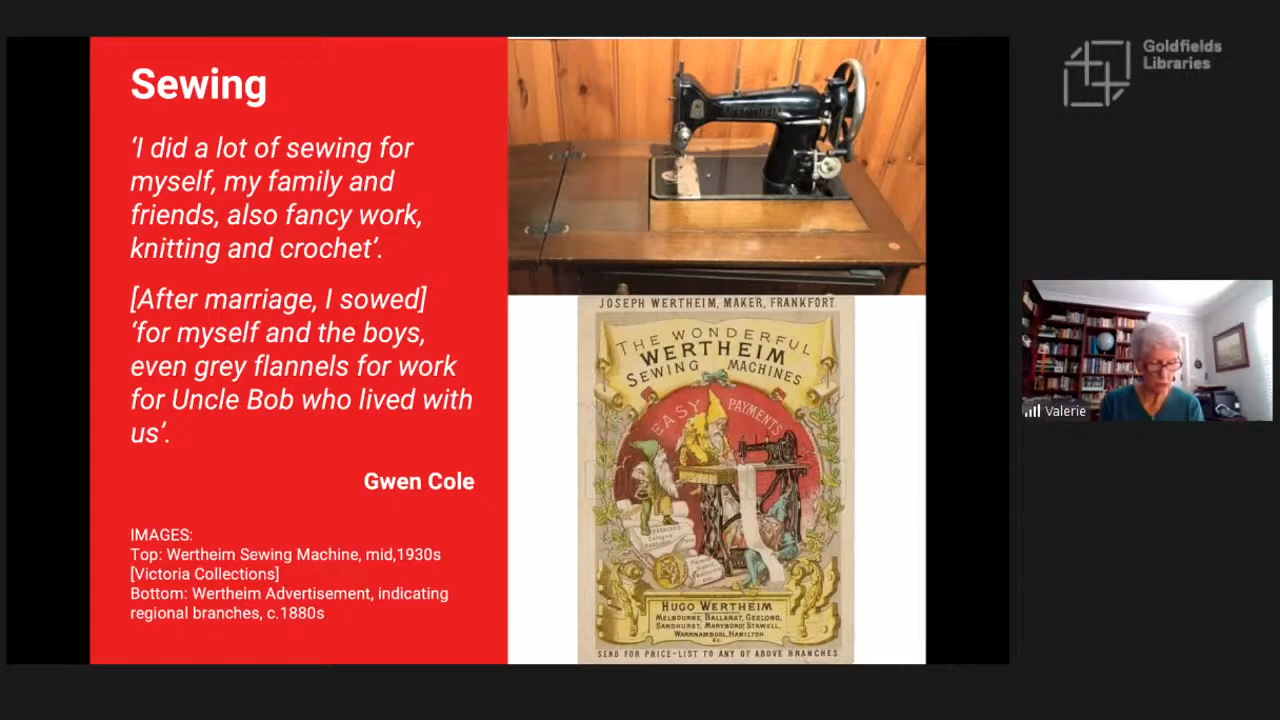 Sewing
‘I did a lot of sewing for
myself, my family and
friends, also fancy work,
knitting and crochet’.
[After marriage, I sowed]
‘for myself and the boys,
even grey flannels for work
for Uncle Bob who lived with
us’.
Gwen Cole
IMAGES:
Top: Wertheim Sewing Machine, mid,1930s
[Victoria Collections]
Bottom: Wertheim Advertisement, indicating
regional branches, c.1880s
WERTHEIM
JOSEPH WERTHEIM, MAKER, FRANKFORT.
THE WONDERFUL
WERTHEIM
SEWING MACHINES
EASY PAYMENTS
HUGO WERTHEIM
MELBOURNE, BALLARAT, GEELONG,
SANDHURST, MARYBORO', STAWELL,
WARRNAMBOOL, HAMILTON
&c.
SEND FOR PRICE-LIST TO ANY OF ABOVE BRANCHES
Goldfields
Libraries
Valerie